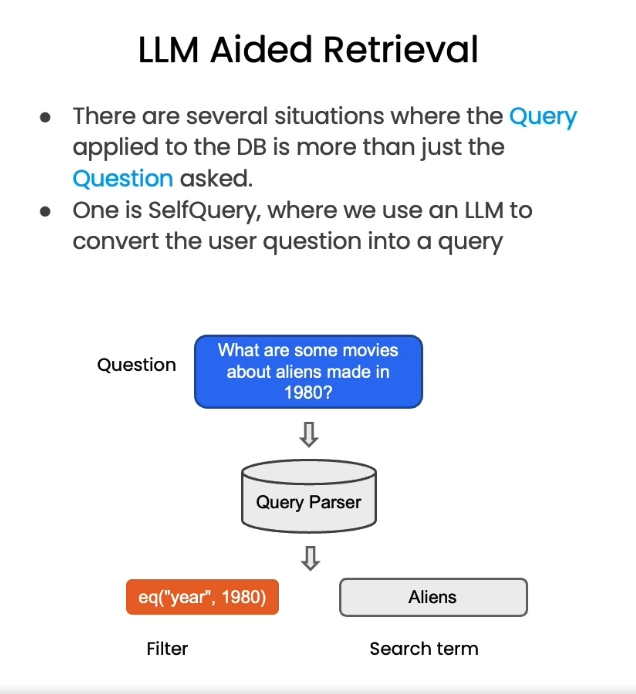 LLM Aided Retrieval
● There are several situations where the Query
applied to the DB is more than just the
Question asked.
● One is SelfQuery, where we use an LLM to
convert the user question into a query
Question
What are some movies
about aliens made in
1980?
Query Parser
eq("year", 1980)
Aliens
Filter
Search term